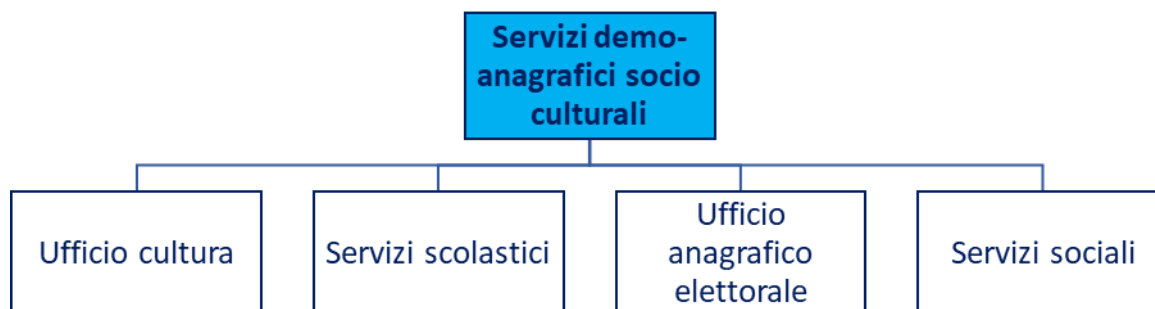 Servizi demo-
anagrafici socio
culturali
Ufficio cultura
Servizi scolastici
Ufficio
anagrafico
elettorale
Servizi sociali